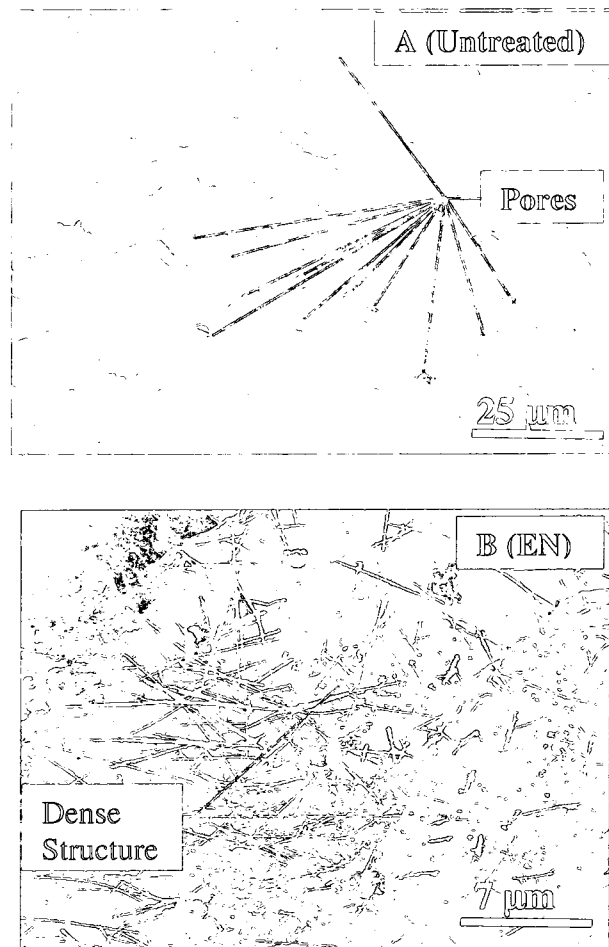 A (Untreated)
Pores
25 µm
B (EN)
Dense
Structure
7 µm